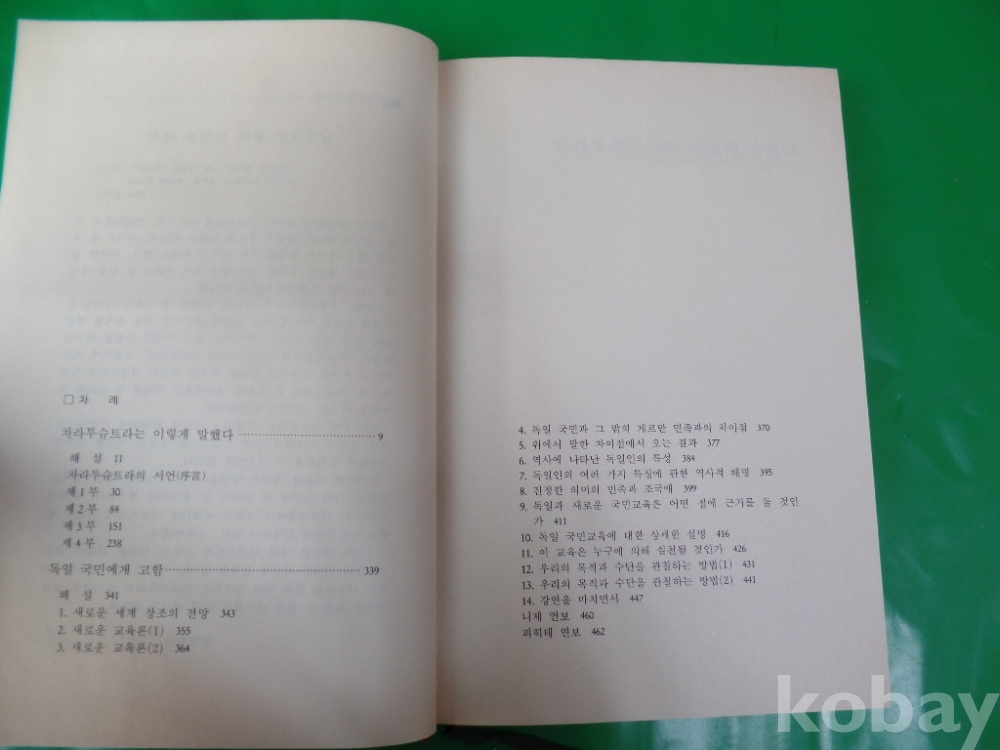 □ 차 례
차라투슈트라는 이렇게 말했다 9
해 설 11
차라투슈트라의 서언(序言)
제1부 30
제2부 84
제3부 151
제4부 238
독일 국민에게 고함 339
해 설 341
1. 새로운 세계 창조의 전망 343
2. 새로운 교육론(1) 355
3. 새로운 교육론(2) 364
4. 독일 국민과 그 밖의 게르만 민족과의 차이점 370
5. 위에서 말한 차이점에서 오는 결과 377
6. 역사에 나타난 독일인의 특성 384
7. 독일인의 여러 가지 특징에 관한 역사적 해명 395
8. 진정한 의미의 민족과 조국애 399
9. 독일과 새로운 국민교육은 어떤 점에 근거를 둘 것인
가 411
10. 독일 국민교육에 대한 상세한 설명 416
11. 이 교육은 누구에 의해 실천될 것인가 426
12. 우리의 목적과 수단을 관철하는 방법(1) 431
13. 우리의 목적과 수단을 관철하는 방법(2) 441
14. 강연을 마치면서 447
니체 연보 460
피히테 연보 462
kobay